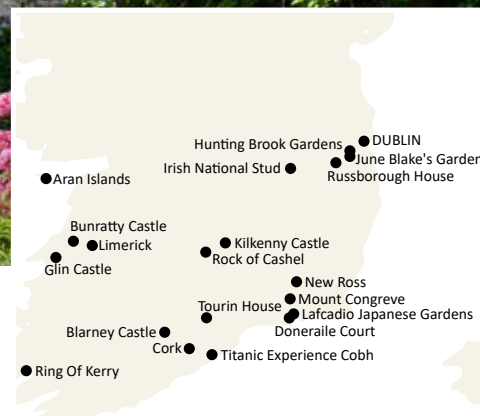 DUBLIN
Hunting Brook Gardens
June Blake's Garden
Irish National Stud
Russborough House
Aran Islands
Bunratty Castle
Limerick
Kilkenny Castle
Rock of Cashel
Glin Castle
New Ross
Mount Congreve
Tourin House
Lafcadio Japanese Gardens
Doneraile Court
Blarney Castle
Cork
Titanic Experience Cobh
Ring Of Kerry